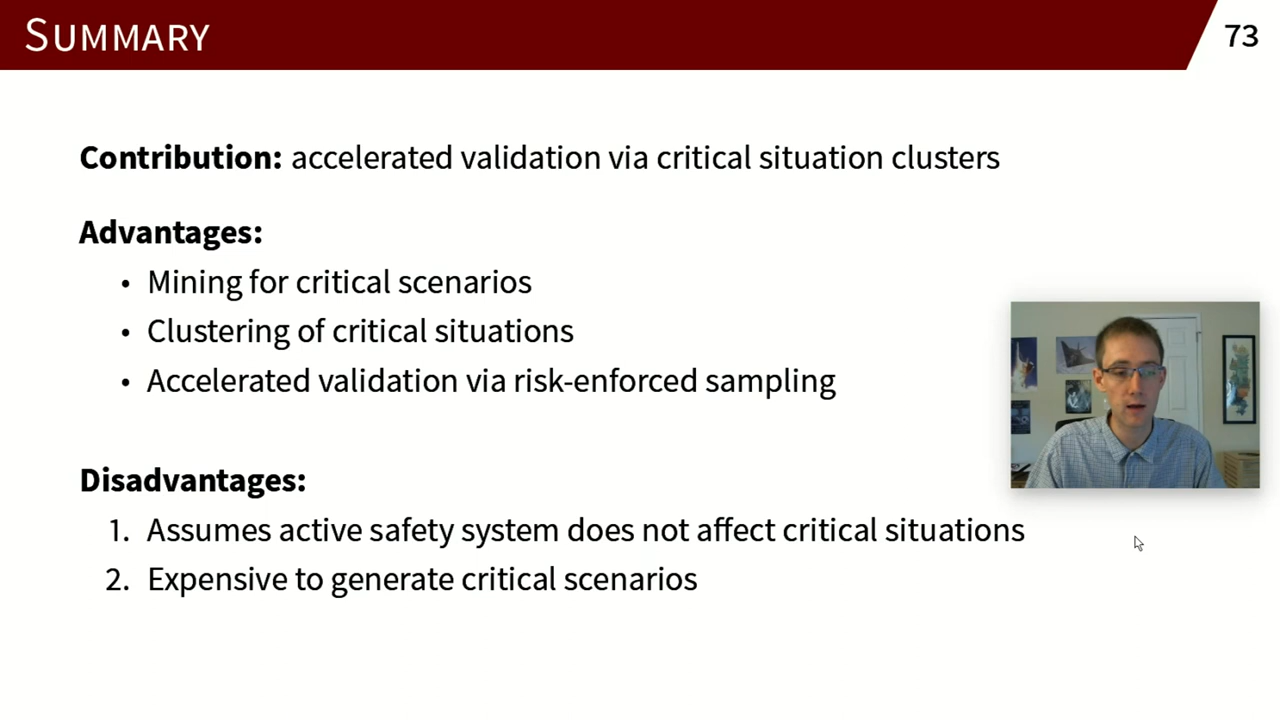 SUMMARY
73
Contribution: accelerated validation via critical situation clusters
Advantages:
• Mining for critical scenarios
• Clustering of critical situations
• Accelerated validation via risk-enforced sampling
Disadvantages:
1. Assumes active safety system does not affect critical situations
2. Expensive to generate critical scenarios